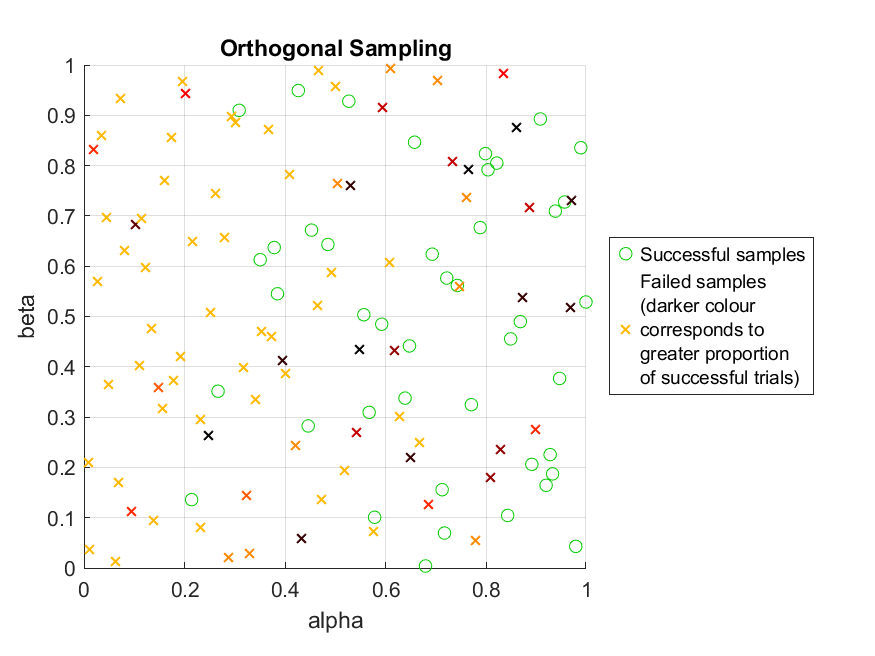 Orthogonal Sampling
1
0.9
0.8
0.7
0.6
0.5
0.4
0.3
0.2
0.1
0
beta
0 0.2 0.4 0.6 0.8 1
alpha
Successful samples
Failed samples
(darker colour
corresponds to
greater proportion
of successful trials)